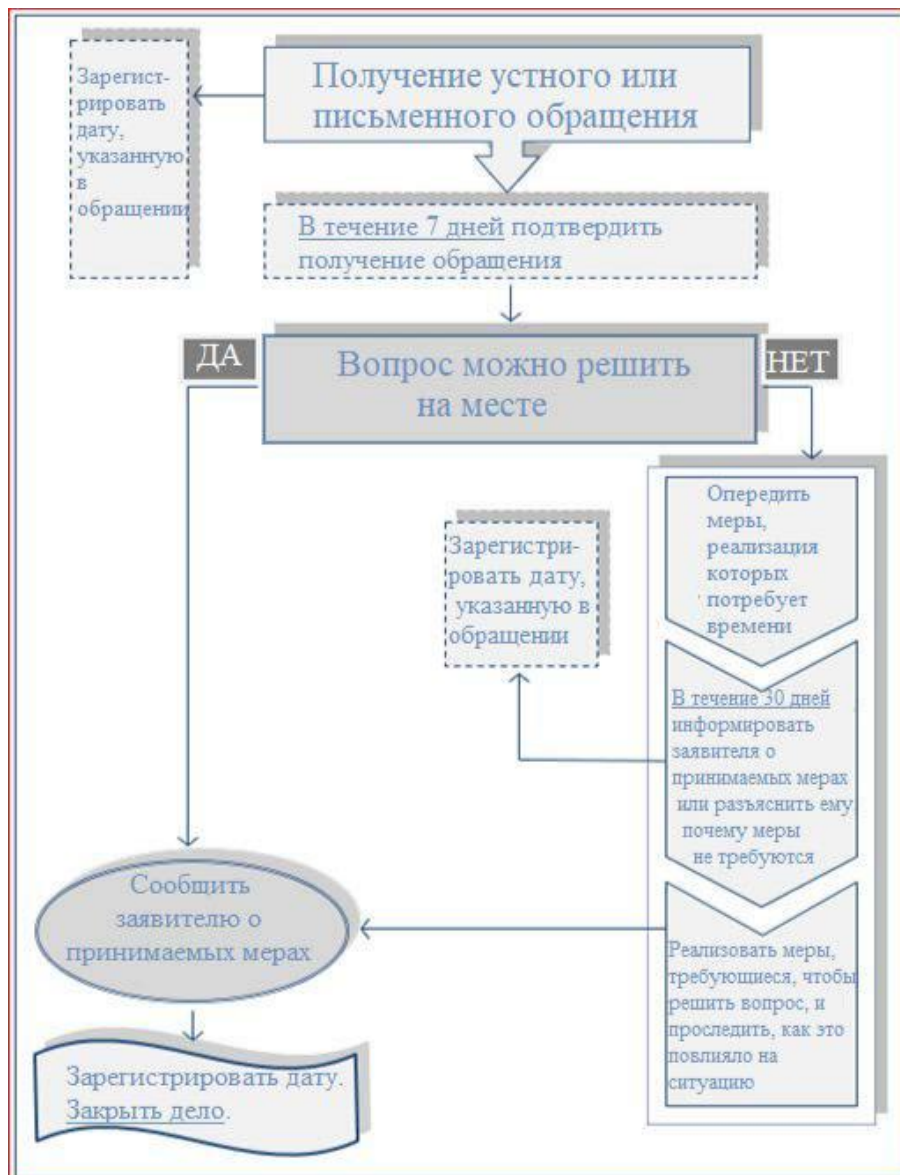 Получение устного или
письменного обращения
Зарегист-
рировать
дату,
указанную
в
обращении
В течение 7 дней подтвердить
получение обращения
ДА
Вопрос можно решить
на месте
НЕТ
Опередить
меры,
реализация
которых
потребует
времени
Зарегистри-
ровать дату,
указанную в
обращении
В течение 30 дней
информировать
заявителя о
принимаемых мерах
или разъяснить ему,
почему меры
не требуются
Сообщить
заявителю о
принимаемых мерах
Реализовать меры,
требующиеся, чтобы
решить вопрос, и
проследить, как это
повлияло на
ситуацию
Зарегистрировать дату.
Закрыть дело.